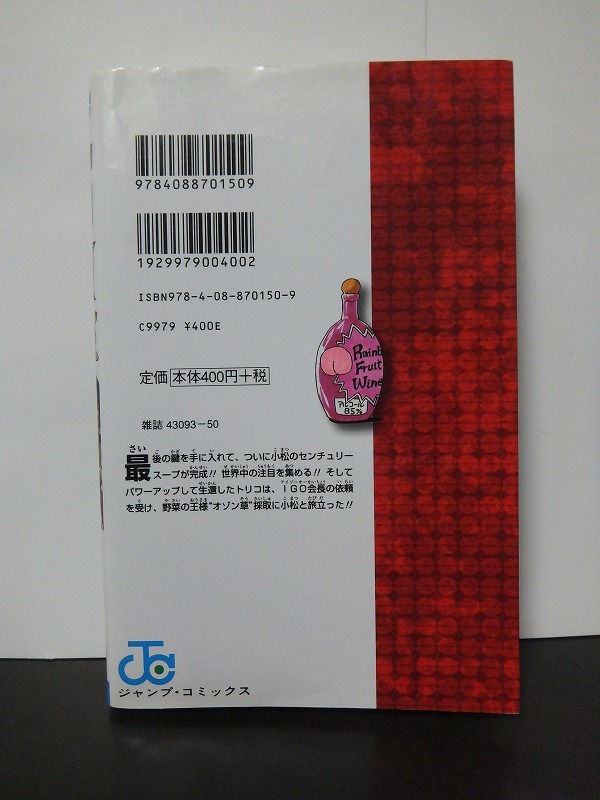 9784088701509
1929979004002
ISBN978-4-08-870150-9
C9979 ¥400E
定価 本体400円+税
雑誌 43093-50
Rainb
Fruit
Wine
アルコール
85%
最後の鍵を手に入れて、ついに小松のセンチュリー
スープが完成!! 世界中の注目を集める!! そして
パワーアップして生還したトリコは、IGO会長の依頼
を受け、野菜の王様"オゾン草"採取に小松と旅立った!!
JC
ジャンプ・コミックス